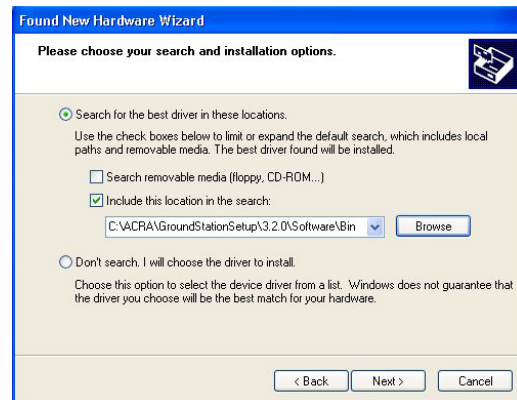 Found New Hardware Wizard
Please choose your search and installation options.
Search for the best driver in these locations.
Use the check boxes below to limit or expand the default search, which includes local
paths and removable media. The best driver found will be installed.
Search removable media (floppy, CD-ROM...)
Include this location in the search:
C:\ACRA\GroundStationSetup\3.2.0\Software\Bin
Browse
Don't search. I will choose the driver to install.
Choose this option to select the device driver from a list. Windows does not guarantee that
the driver you choose will be the best match for your hardware.
< Back
Next >
Cancel